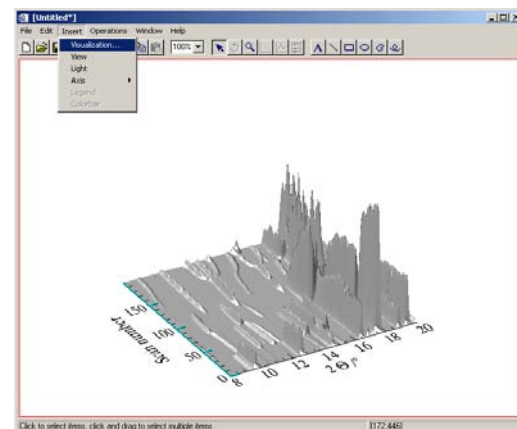 [Untitled*]
File Edit Insert Operations Window Help
100%
Visualization...
View
Light
Axis
Legend
Colorbar
150
100
50
0
Scan number
8 10 12 14 16 18 20
2Θ /°
Click to select items, click and drag to select multiple items
[172,446]